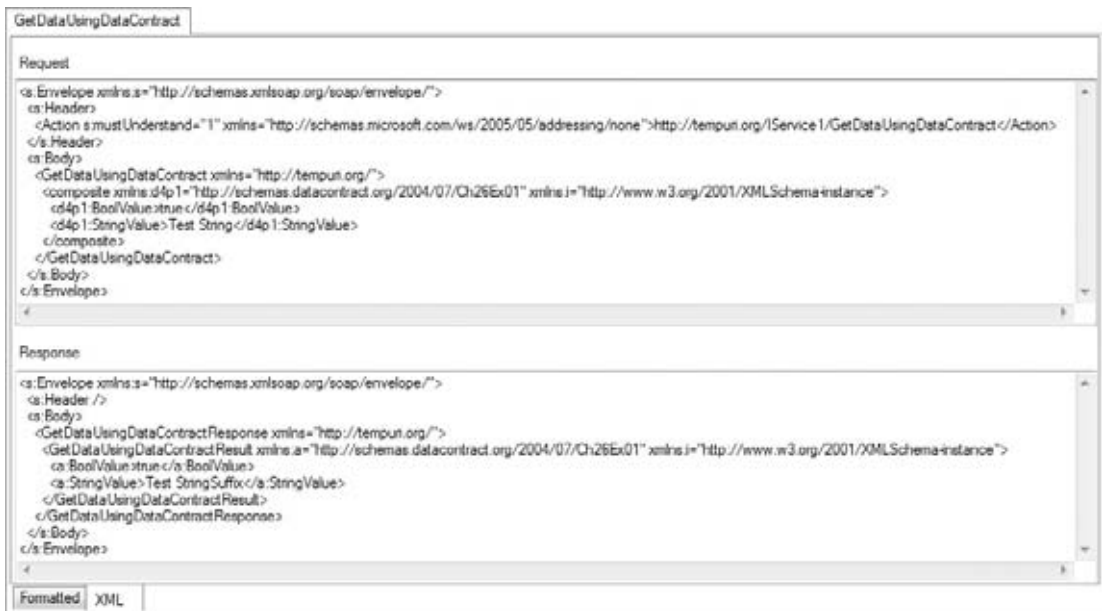 GetDataUsingDataContract
Request
<s:Envelope xmlns:s="http://schemas.xmlsoap.org/soap/envelope/">
<s:Header>
<Action s:mustUnderstand="1" xmlns="http://schemas.microsoft.com/ws/2005/05/addressing/none">http://tempuri.org/IService1/GetDataUsingDataContract</Action>
</s:Header>
<s:Body>
<GetDataUsingDataContract xmlns="http://tempuri.org/">
<composite xmlns:d4p1="http://schemas.datacontract.org/2004/07/Ch26Ex01" xmlns:i="http://www.w3.org/2001/XMLSchema-instance">
<d4p1:BoolValue>true</d4p1:BoolValue>
<d4p1:StringValue>Test String</d4p1:StringValue>
</composite>
</GetDataUsingDataContract>
</s:Body>
</s:Envelope>
Response
<s:Envelope xmlns:s="http://schemas.xmlsoap.org/soap/envelope/">
<s:Header />
<s:Body>
<GetDataUsingDataContractResponse xmlns="http://tempuri.org/">
<GetDataUsingDataContractResult xmlns:a="http://schemas.datacontract.org/2004/07/Ch26Ex01" xmlns:i="http://www.w3.org/2001/XMLSchema-instance">
<a:BoolValue>true</a:BoolValue>
<a:StringValue>Test StringSuffix</a:StringValue>
</GetDataUsingDataContractResult>
</GetDataUsingDataContractResponse>
</s:Body>
</s:Envelope>
Formatted XML